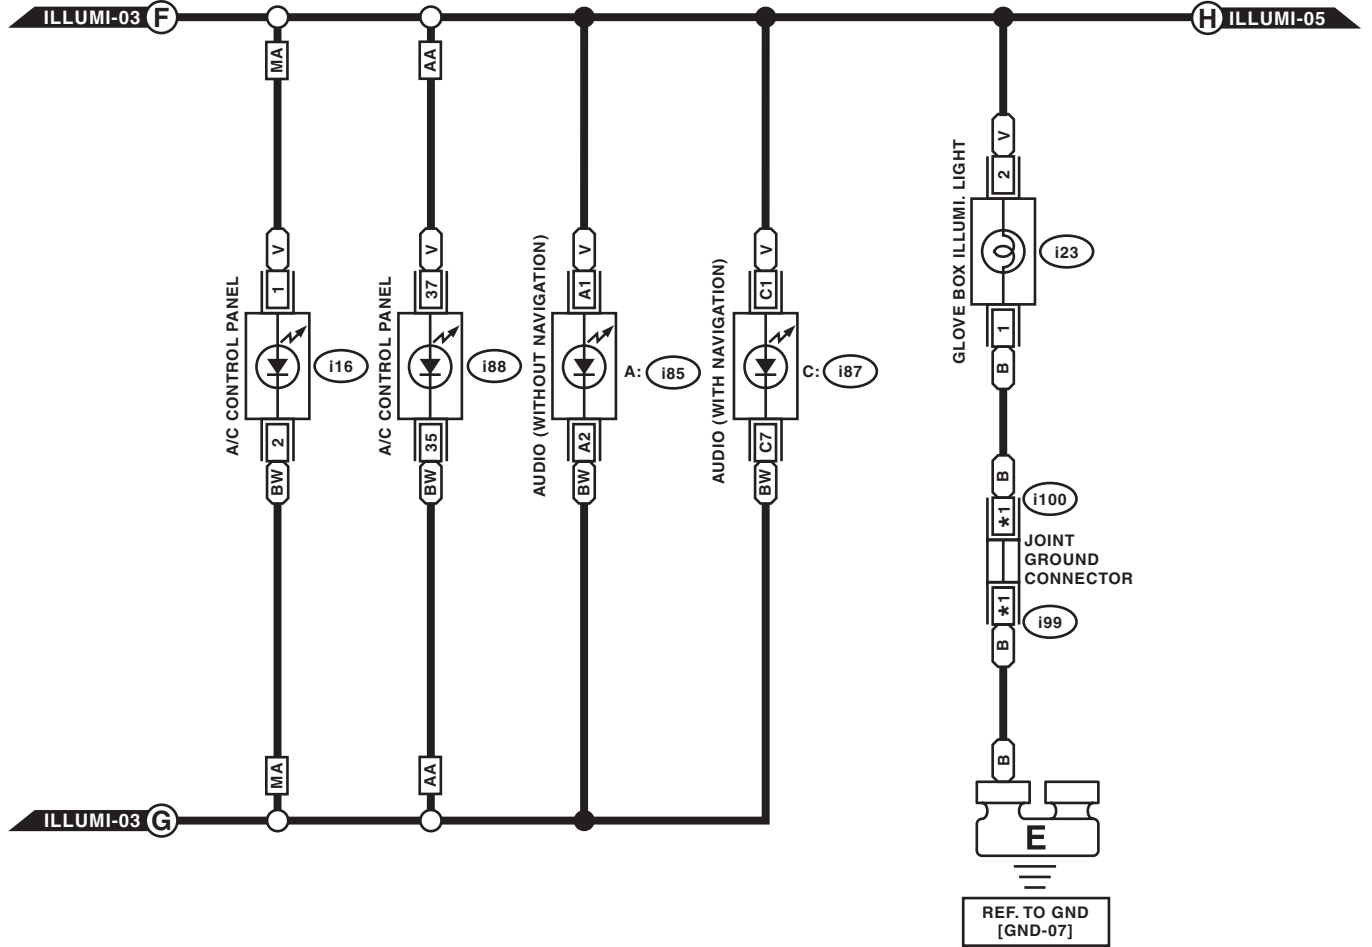 ILLUMI-03 F
H ILLUMI-05
MA
AA
V
1
A/C CONTROL PANEL
i16
2
BW
MA
V
37
A/C CONTROL PANEL
i88
35
BW
AA
V
A1
AUDIO (WITHOUT NAVIGATION)
A: i85
A2
BW
V
C1
AUDIO (WITH NAVIGATION)
C: i87
C7
BW
V
2
GLOVE BOX ILLUMI. LIGHT
i23
1
B
B
i100
*1
JOINT
GROUND
CONNECTOR
*1
i99
B
B
E
REF. TO GND
[GND-07]
ILLUMI-03 G